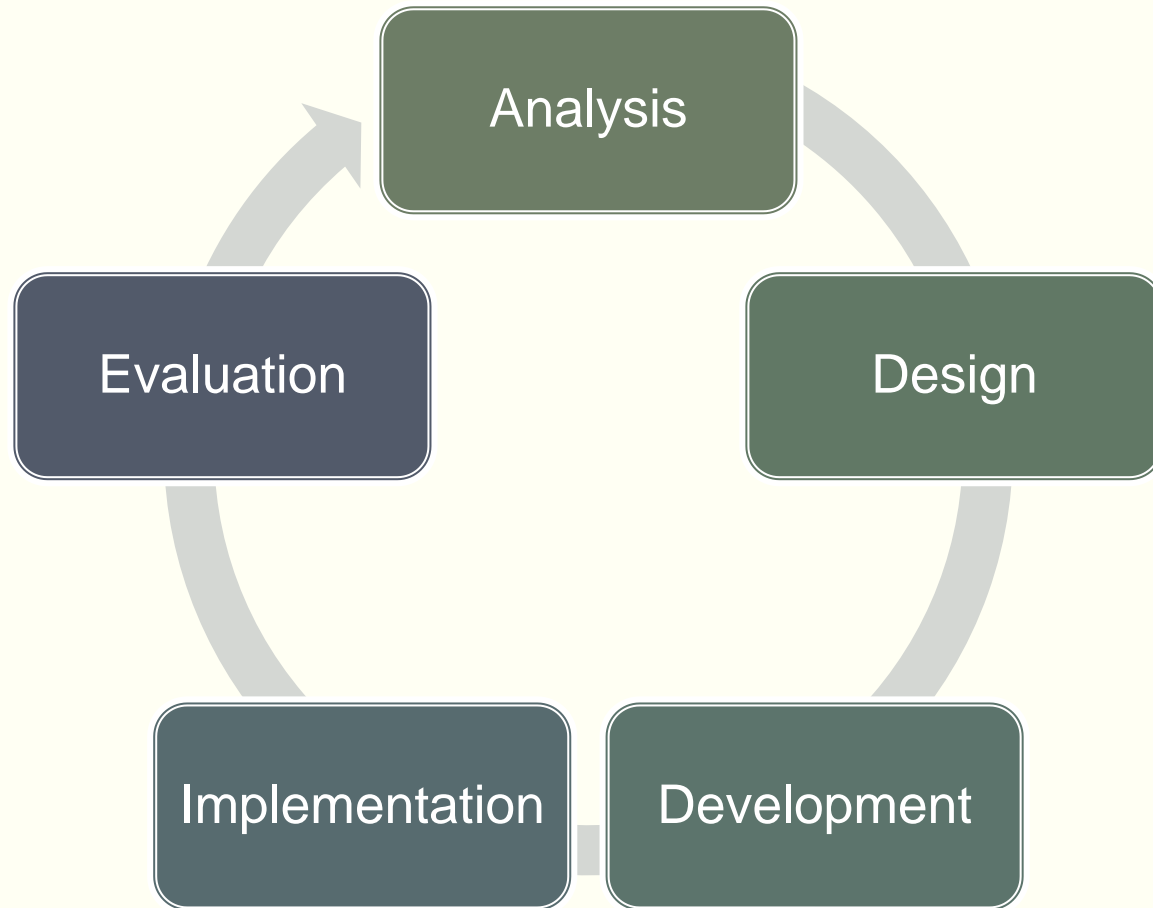 Analysis
Design
Development
Implementation
Evaluation